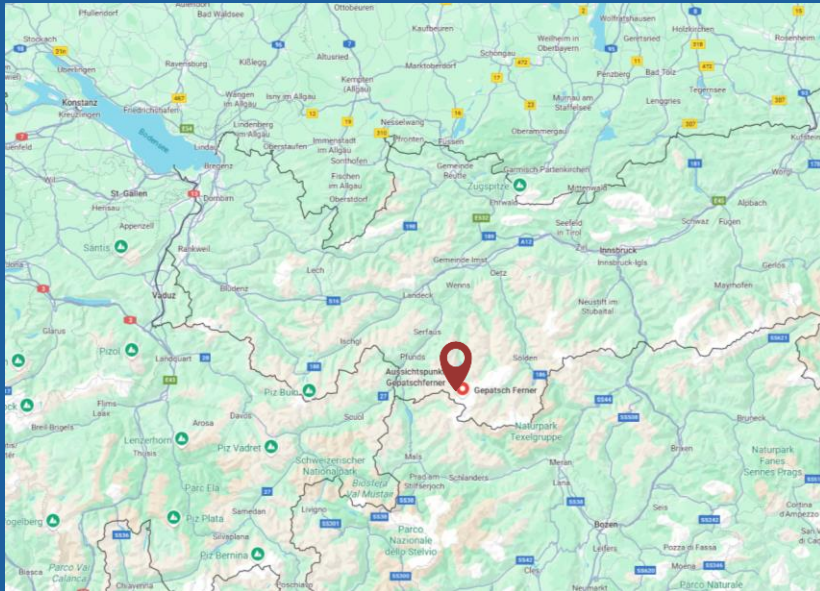 Ottobeuren
Pfullendorf
Bad Waldsee
Kaufbeuren
Wolfratshausen
Holzkirchen
Stockach
Altusried
Schongau
Weilheim in
Oberbayern
Geretsried
Rosenheim
Überlingen
Ravensburg
Kißlegg
Kempten
(Allgäu)
Marktoberdorf
Penzberg
Bad Tölz
Tegernsee
Konstanz
Kreuzlingen
Friedrichshafen
Wangen
im Allgäu
Isny im Allgäu
Murnau am
Staffelsee
Lenggries
Bodensee
Lindau
Lindenberg
im Allgäu
Oberstaufen
Immenstadt
im Allgäu
Nesselwang
Pfronten
Füssen
Oberammergau
Kufstein
Bregenz
Sonthofen
Fischen
im Allgäu
Oberstdorf
Gemeinde
Reutte
Garmisch-Partenkirchen
Zugspitze
Mittenwald
Wörgl
Wil
St. Gallen
Herisau
Appenzell
Dornbirn
Ehrwald
Seefeld
in Tirol
Schwaz
Fügen
Alpbach
Säntis
Rankweil
Lech
Gemeinde Imst
Oetz
Zirl
Innsbruck
Innsbruck-Igls
Gerlos
Vaduz
Bludenz
Landeck
Wenns
Neustift im
Stubaital
Mayrhofen
Glarus
Pizol
Landquart
Ischgl
Serfaus
Pfunds
Sölden
Aussichtspunkt
Gepatschferner
Gepatsch Ferner
Piz Buin
Flims
Laax
Arosa
Davos
Scuol
Bruneck
Breil/Brigels
Lenzerhorn
Thusis
Piz Vadret
Schweizerischer
Nationalpark
Mals
Naturpark
Texelgruppe
Meran
Lana
Brixen
Naturpark
Fanes
Sennes Prags
Parc Ela
Biosfera
Val Müstair
Prad am
Stilfserjoch
Schlanders
Piz Plata
Samedan
Silvaplana
Livigno
Parco
Nazionale
dello Stelvio
Bozen
Seis
Cortina
d'Ampezzo
Piz Bernina
Leifers
Pozza di Fassa
Biasca
Parco Val
Calanca
Chiavenna
Poschiavo
Cles
Neumarkt
Moena
Parco Naturale